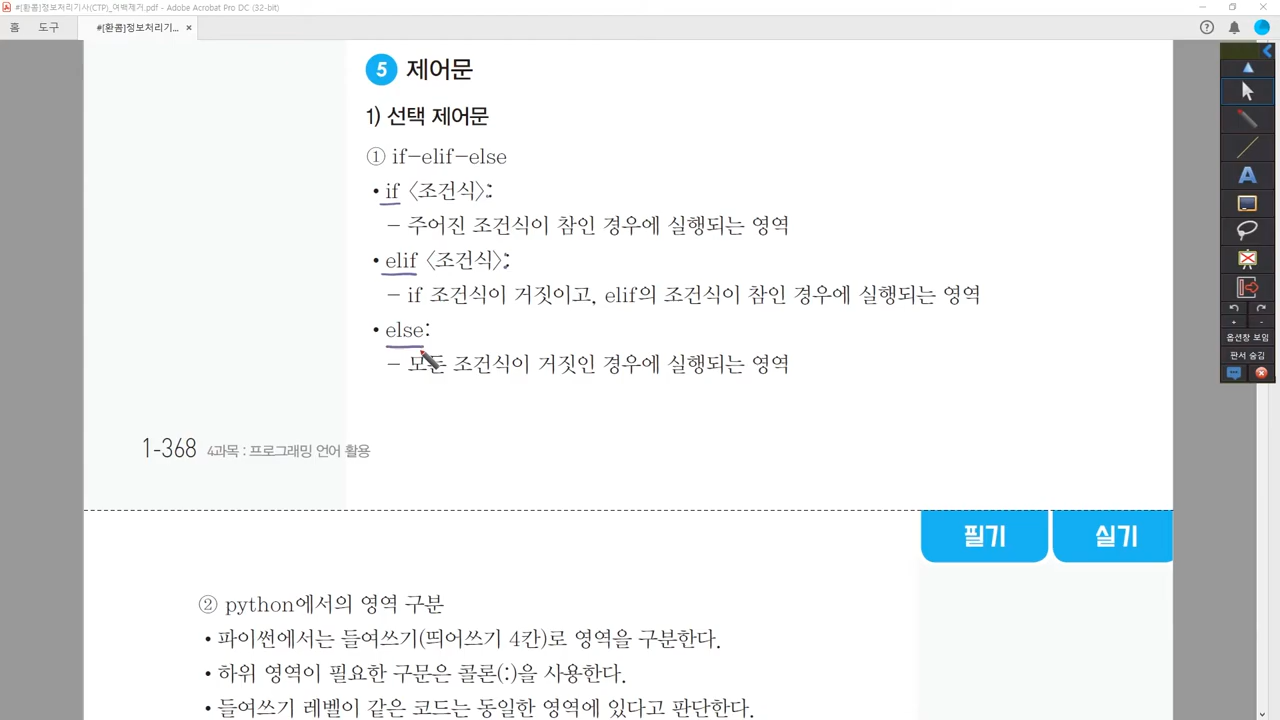 #[환콤]정보처리기사(CTP)_여백제거.pdf - Adobe Acrobat Pro DC (32-bit)
홈 도구 #[환콤]정보처리기... ×
5 제어문
1) 선택 제어문
① if-elif-else
• if 〈조건식〉:
- 주어진 조건식이 참인 경우에 실행되는 영역
• elif 〈조건식〉:
- if 조건식이 거짓이고, elif의 조건식이 참인 경우에 실행되는 영역
• else:
- 모든 조건식이 거짓인 경우에 실행되는 영역
1-368 4과목 : 프로그래밍 언어 활용
필기 실기
② python에서의 영역 구분
• 파이썬에서는 들여쓰기(띄어쓰기 4칸)로 영역을 구분한다.
• 하위 영역이 필요한 구문은 콜론(:)을 사용한다.
• 들여쓰기 레벨이 같은 코드는 동일한 영역에 있다고 판단한다.
A
+ -
옵션창 보임
판서 숨김